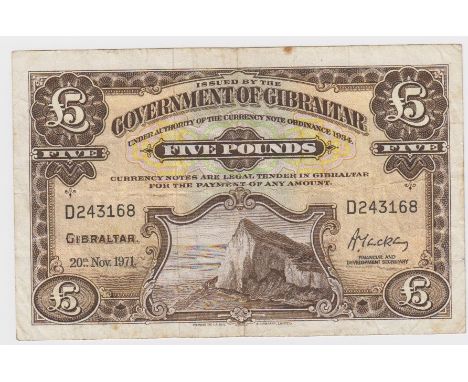 £5
£5
ISSUED BY THE
GOVERNMENT OF GIBRALTAR
UNDER AUTHORITY OF THE CURRENCY NOTE ORDINANCE 1934.
FIVE
FIVE POUNDS
FIVE
CURRENCY NOTES ARE LEGAL TENDER IN GIBRALTAR
FOR THE PAYMENT OF ANY AMOUNT.
D243168
D243168
GIBRALTAR.
20th Nov. 1971.
FINANCIAL AND
DEVELOPMENT SECRETARY
£5
£5